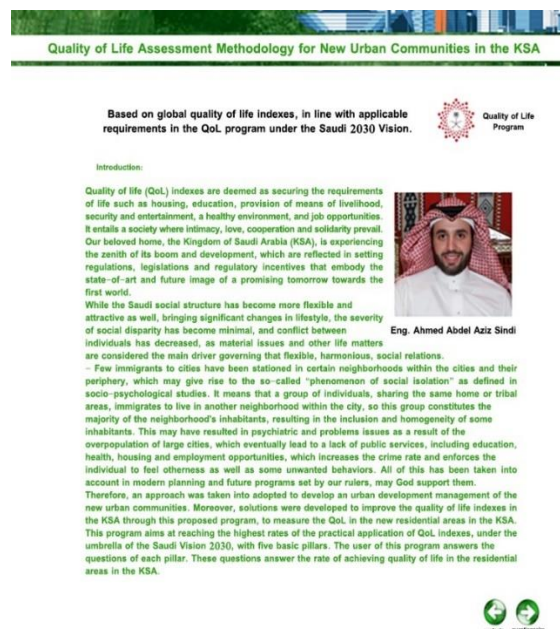 Quality of Life Assessment Methodology for New Urban Communities in the KSA
Based on global quality of life indexes, in line with applicable
requirements in the QoL program under the Saudi 2030 Vision.
Quality of Life
Program
Introduction:
Quality of life (QoL) indexes are deemed as securing the requirements
of life such as housing, education, provision of means of livelihood,
security and entertainment, a healthy environment, and job opportunities.
It entails a society where intimacy, love, cooperation and solidarity prevail.
Our beloved home, the Kingdom of Saudi Arabia (KSA), is experiencing
the zenith of its boom and development, which are reflected in setting
regulations, legislations and regulatory incentives that embody the
state-of-art and future image of a promising tomorrow towards the
first world.
While the Saudi social structure has become more flexible and
attractive as well, bringing significant changes in lifestyle, the severity
of social disparity has become minimal, and conflict between
individuals has decreased, as material issues and other life matters
are considered the main driver governing that flexible, harmonious, social relations.
Eng. Ahmed Abdel Aziz Sindi
- Few immigrants to cities have been stationed in certain neighborhoods within the cities and their
periphery, which may give rise to the so-called "phenomenon of social isolation" as defined in
socio-psychological studies. It means that a group of individuals, sharing the same home or tribal
areas, immigrates to live in another neighborhood within the city, so this group constitutes the
majority of the neighborhood's inhabitants, resulting in the inclusion and homogeneity of some
inhabitants. This may have resulted in psychiatric and problems issues as a result of the
overpopulation of large cities, which eventually lead to a lack of public services, including education,
health, housing and employment opportunities, which increases the crime rate and enforces the
individual to feel otherness as well as some unwanted behaviors. All of this has been taken into
account in modern planning and future programs set by our rulers, may God support them.
Therefore, an approach was taken into adopted to develop an urban development management of the
new urban communities. Moreover, solutions were developed to improve the quality of life indexes in
the KSA through this proposed program, to measure the QoL in the new residential areas in the KSA.
This program aims at reaching the highest rates of the practical application of QoL indexes, under the
umbrella of the Saudi Vision 2030, with five basic pillars. The user of this program answers the
questions of each pillar. These questions answer the rate of achieving quality of life in the residential
areas in the KSA.